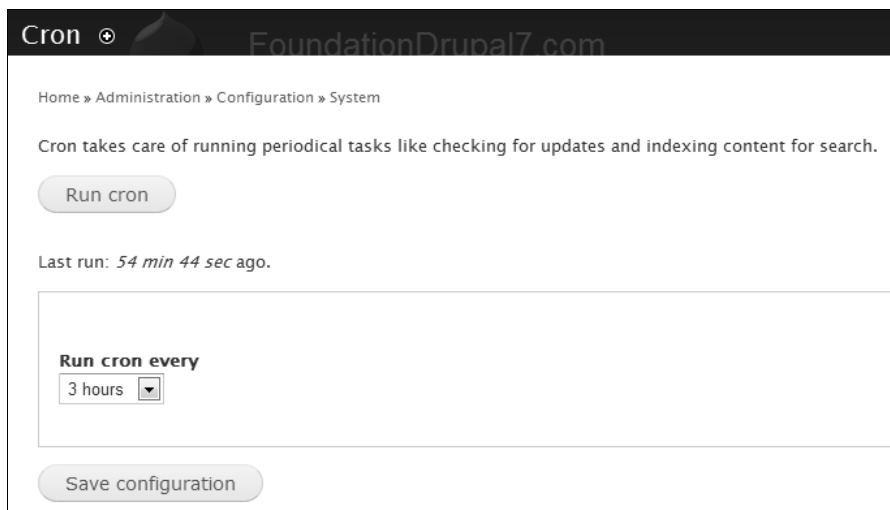 Cron
FoundationDrupal7.com
Home » Administration » Configuration » System
Cron takes care of running periodical tasks like checking for updates and indexing content for search.
Run cron
Last run: 54 min 44 sec ago.
Run cron every
3 hours
Save configuration